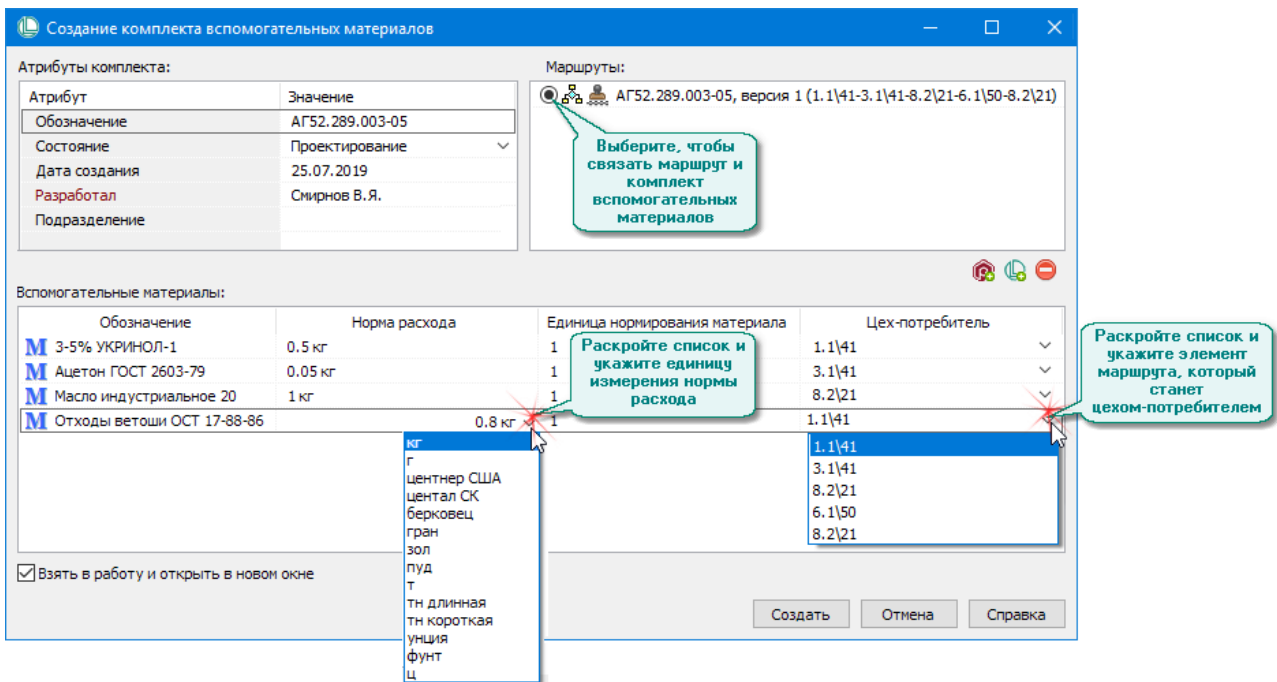 Создание комплекта вспомогательных материалов
Атрибуты комплекта:
Атрибут Значение
Обозначение АГ52.289.003-05
Состояние Проектирование
Дата создания 25.07.2019
Разработал Смирнов В.Я.
Подразделение
Маршруты:
АГ52.289.003-05, версия 1 (1.1\41-3.1\41-8.2\21-6.1\50-8.2\21)
Выберите, чтобы
связать маршрут и
комплект
вспомогательных
материалов
Вспомогательные материалы:
Обозначение Норма расхода Единица нормирования материала Цех-потребитель
М 3-5% УКРИНОЛ-1 0.5 кг 1 1.1\41
М Ацетон ГОСТ 2603-79 0.05 кг 1 3.1\41
М Масло индустриальное 20 1 кг 1 8.2\21
М Отходы ветоши ОСТ 17-88-86 0.8 кг 1 1.1\41
Раскройте список и
укажите единицу
измерения нормы
расхода
Раскройте список и
укажите элемент
маршрута, который
станет
цехом-потребителем
кг
г
центнер США
центал СК
берковец
гран
зол
пуд
т
тн длинная
тн короткая
унция
фунт
ц
1.1\41
3.1\41
8.2\21
6.1\50
8.2\21
Взять в работу и открыть в новом окне
Создать Отмена Справка